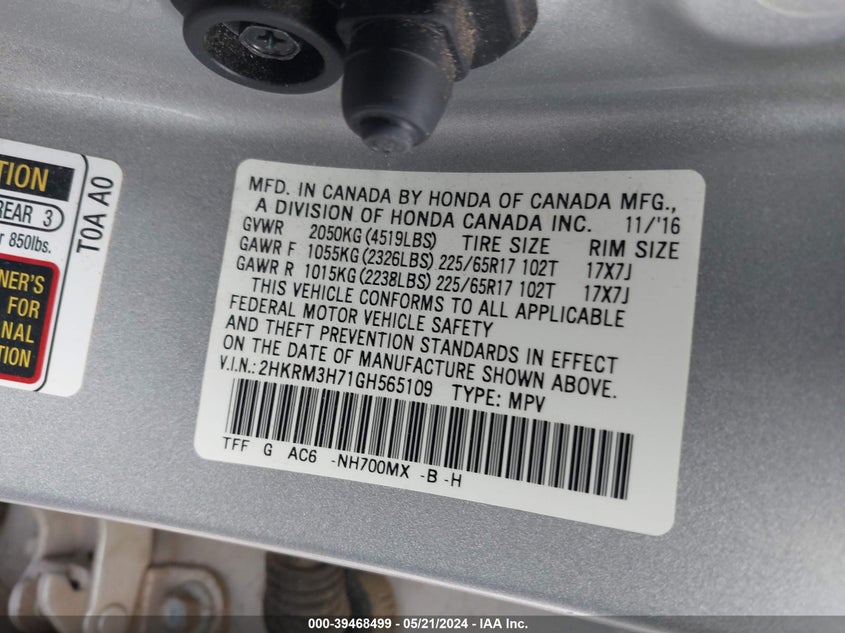 TION
REAR 3
r 850lbs.
NER'S
FOR
NAL
TION
T0A A0
MFD. IN CANADA BY HONDA OF CANADA MFG.,
A DIVISION OF HONDA CANADA INC. 11/'16
GVWR 2050KG(4519LBS) TIRE SIZE RIM SIZE
GAWR F 1055KG(2326LBS) 225/65R17 102T 17X7J
GAWR R 1015KG(2238LBS) 225/65R17 102T 17X7J
THIS VEHICLE CONFORMS TO ALL APPLICABLE
FEDERAL MOTOR VEHICLE SAFETY
AND THEFT PREVENTION STANDARDS IN EFFECT
ON THE DATE OF MANUFACTURE SHOWN ABOVE.
V.I.N.: 2HKRM3H71GH565109 TYPE: MPV
TFF G AC6 -NH700MX -B -H
000-39468499 - 05/21/2024 - IAA Inc.